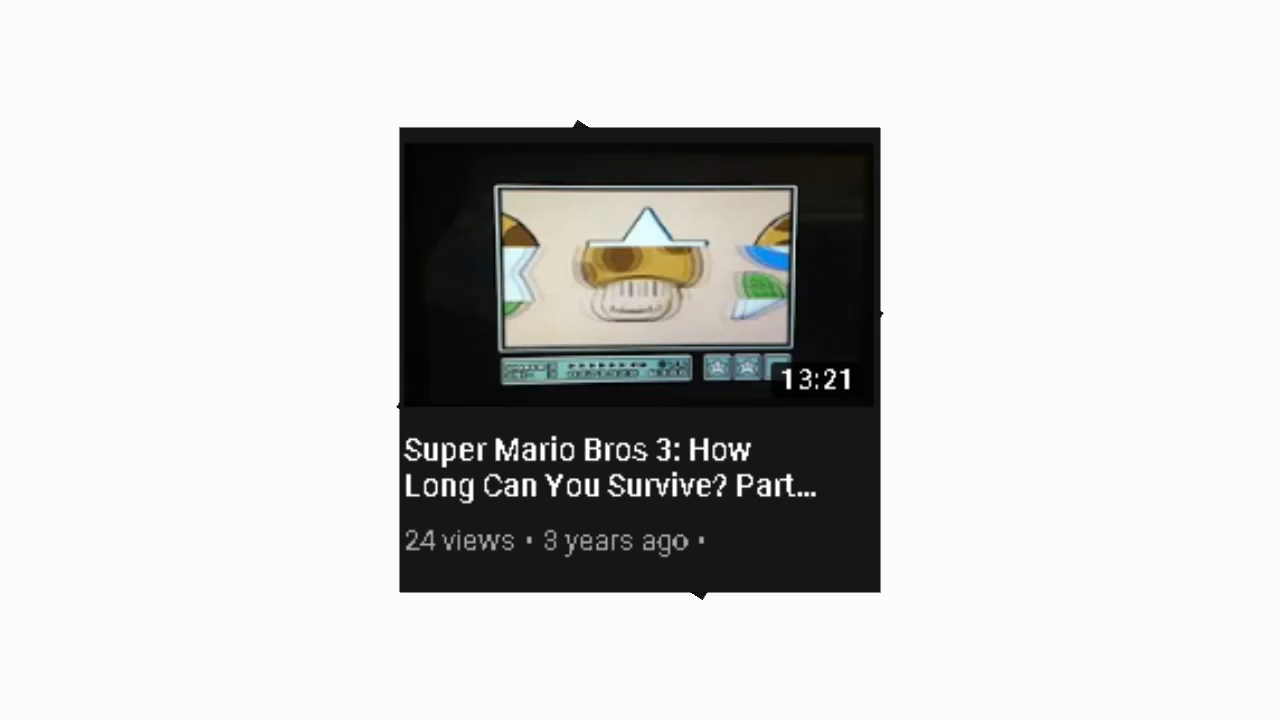 13:21
Super Mario Bros 3: How
Long Can You Survive? Part...
24 views • 3 years ago •